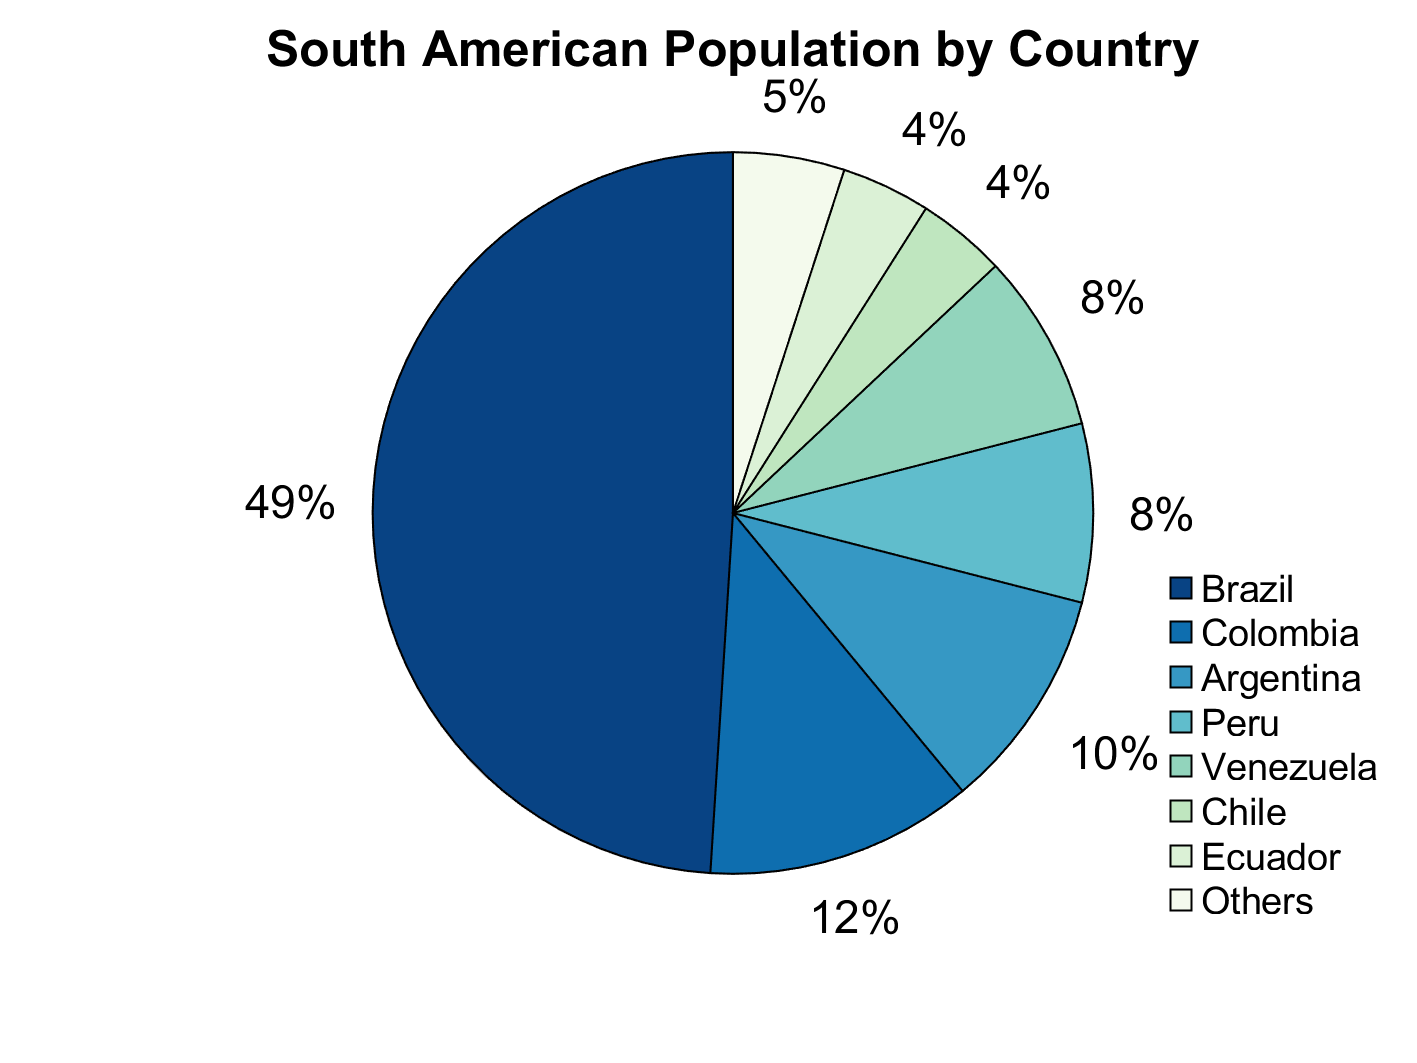 South American Population by Country
5%
4%
4%
8%
49%
8%
10%
12%
Brazil
Colombia
Argentina
Peru
Venezuela
Chile
Ecuador
Others